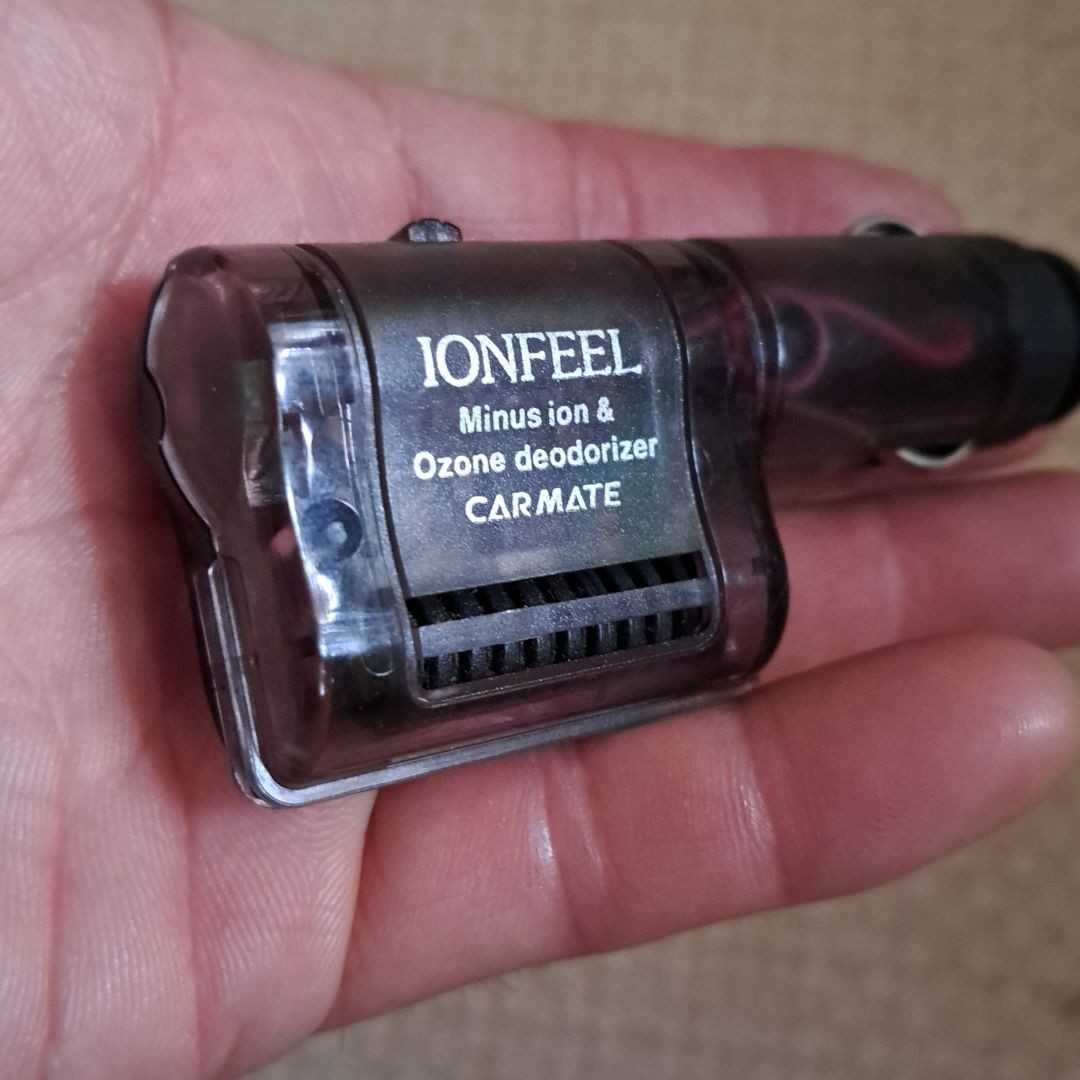 IONFEEL
Minus ion &
Ozone deodorizer
CARMATE